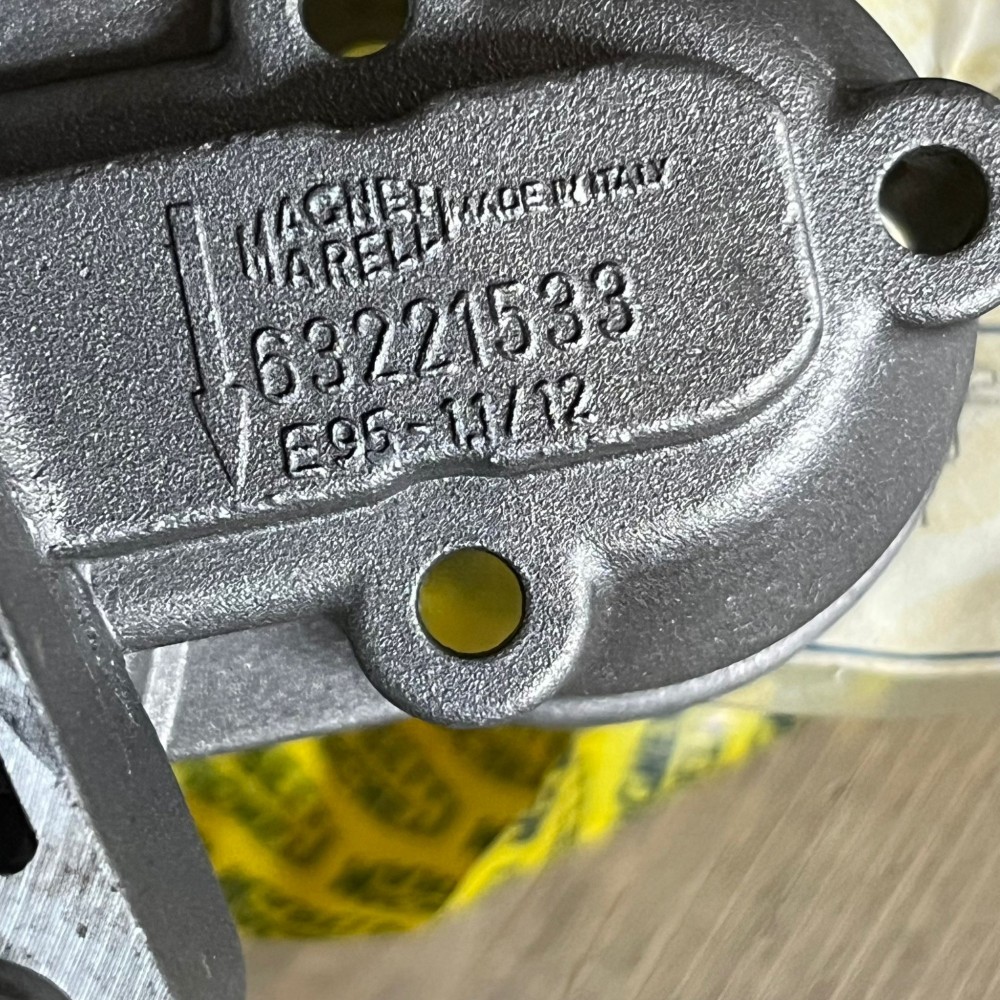 MAGNETI MADE IN ITALY
MARELLI
63221533
E95-11/12